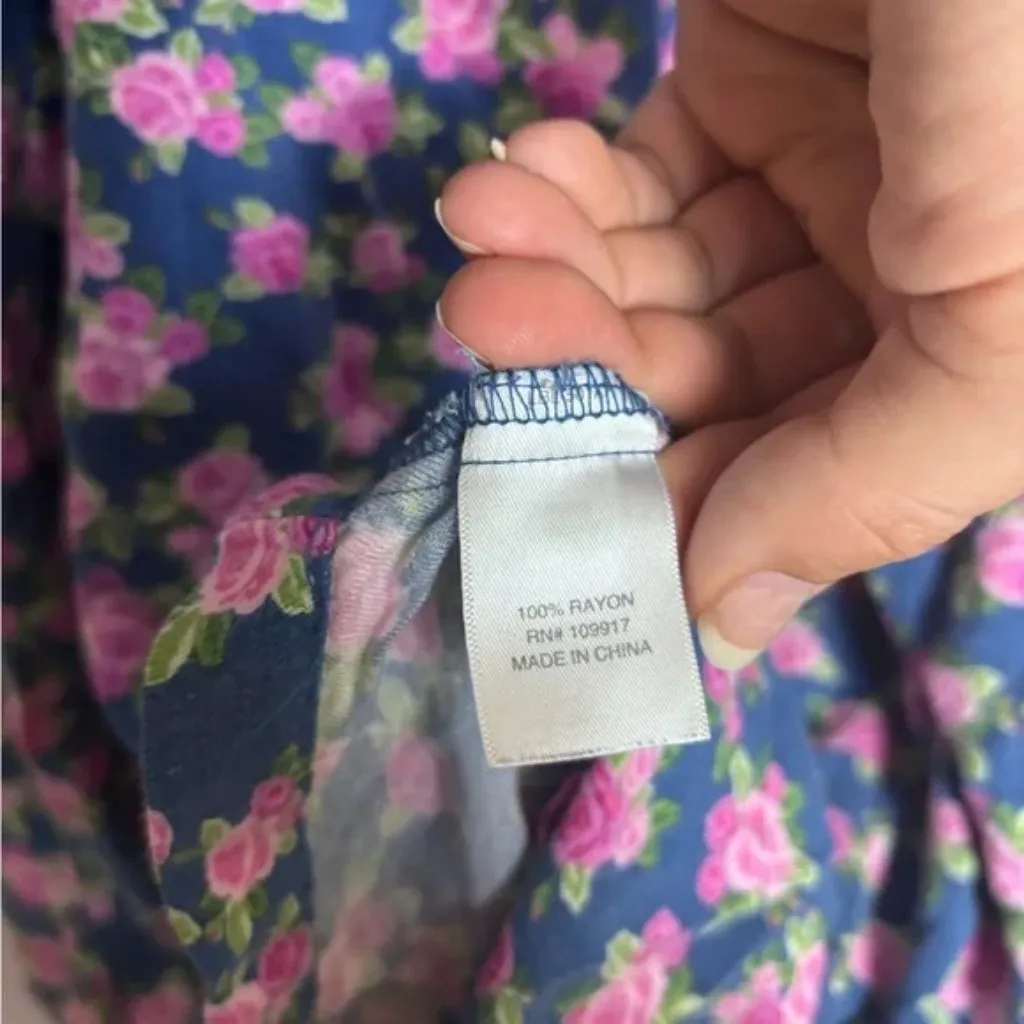 100% RAYON
RN# 109917
MADE IN CHINA